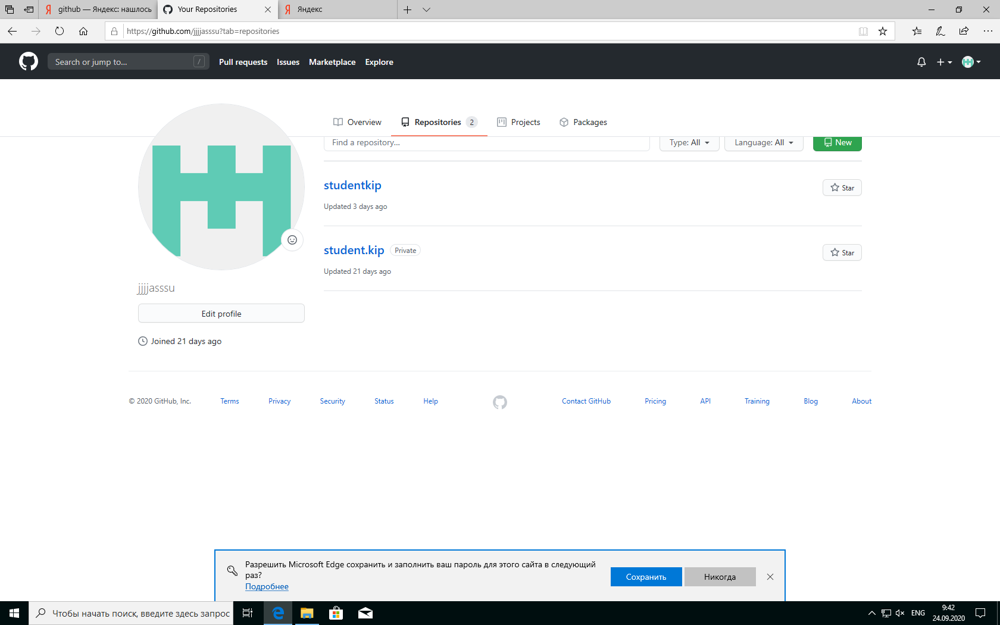 github — Яндекс: нашлось
Your Repositories
Яндекс
https://github.com/jjjjasssu?tab=repositories
Search or jump to...
/
Pull requests
Issues
Marketplace
Explore
Overview
Repositories 2
Projects
Packages
Find a repository...
Type: All
Language: All
New
studentkip
Star
Updated 3 days ago
student.kip Private
Star
Updated 21 days ago
jjjjasssu
Edit profile
Joined 21 days ago
© 2020 GitHub, Inc.
Terms
Privacy
Security
Status
Help
Contact GitHub
Pricing
API
Training
Blog
About
Разрешить Microsoft Edge сохранить и заполнить ваш пароль для этого сайта в следующий
раз?
Подробнее
Сохранить
Никогда
Чтобы начать поиск, введите здесь запрос
ENG
9:42
24.09.2020